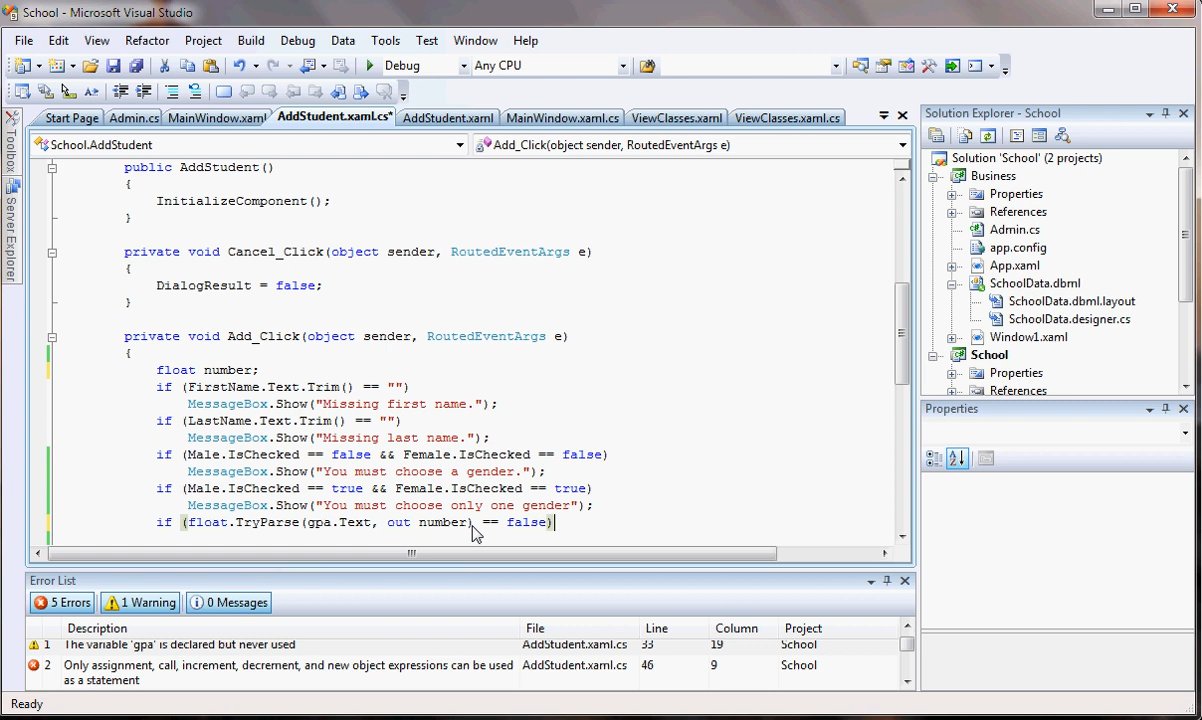 School - Microsoft Visual Studio
File Edit View Refactor Project Build Debug Data Tools Test Window Help
Debug Any CPU
Start Page Admin.cs MainWindow.xaml AddStudent.xaml.cs* AddStudent.xaml MainWindow.xaml.cs ViewClasses.xaml ViewClasses.xaml.cs
School.AddStudent Add_Click(object sender, RoutedEventArgs e)
Toolbox
Server Explorer
public AddStudent()
{
InitializeComponent();
}
private void Cancel_Click(object sender, RoutedEventArgs e)
{
DialogResult = false;
}
private void Add_Click(object sender, RoutedEventArgs e)
{
float number;
if (FirstName.Text.Trim() == "")
MessageBox.Show("Missing first name.");
if (LastName.Text.Trim() == "")
MessageBox.Show("Missing last name.");
if (Male.IsChecked == false && Female.IsChecked == false)
MessageBox.Show("You must choose a gender.");
if (Male.IsChecked == true && Female.IsChecked == true)
MessageBox.Show("You must choose only one gender");
if (float.TryParse(gpa.Text, out number) == false)
Solution Explorer - School
Solution 'School' (2 projects)
Business
Properties
References
Admin.cs
app.config
App.xaml
SchoolData.dbml
SchoolData.dbml.layout
SchoolData.designer.cs
Window1.xaml
School
Properties
References
Properties
Error List
5 Errors 1 Warning 0 Messages
Description File Line Column Project
1 The variable 'gpa' is declared but never used AddStudent.xaml.cs 33 19 School
2 Only assignment, call, increment, decrement, and new object expressions can be used AddStudent.xaml.cs 46 9 School
as a statement
Ready